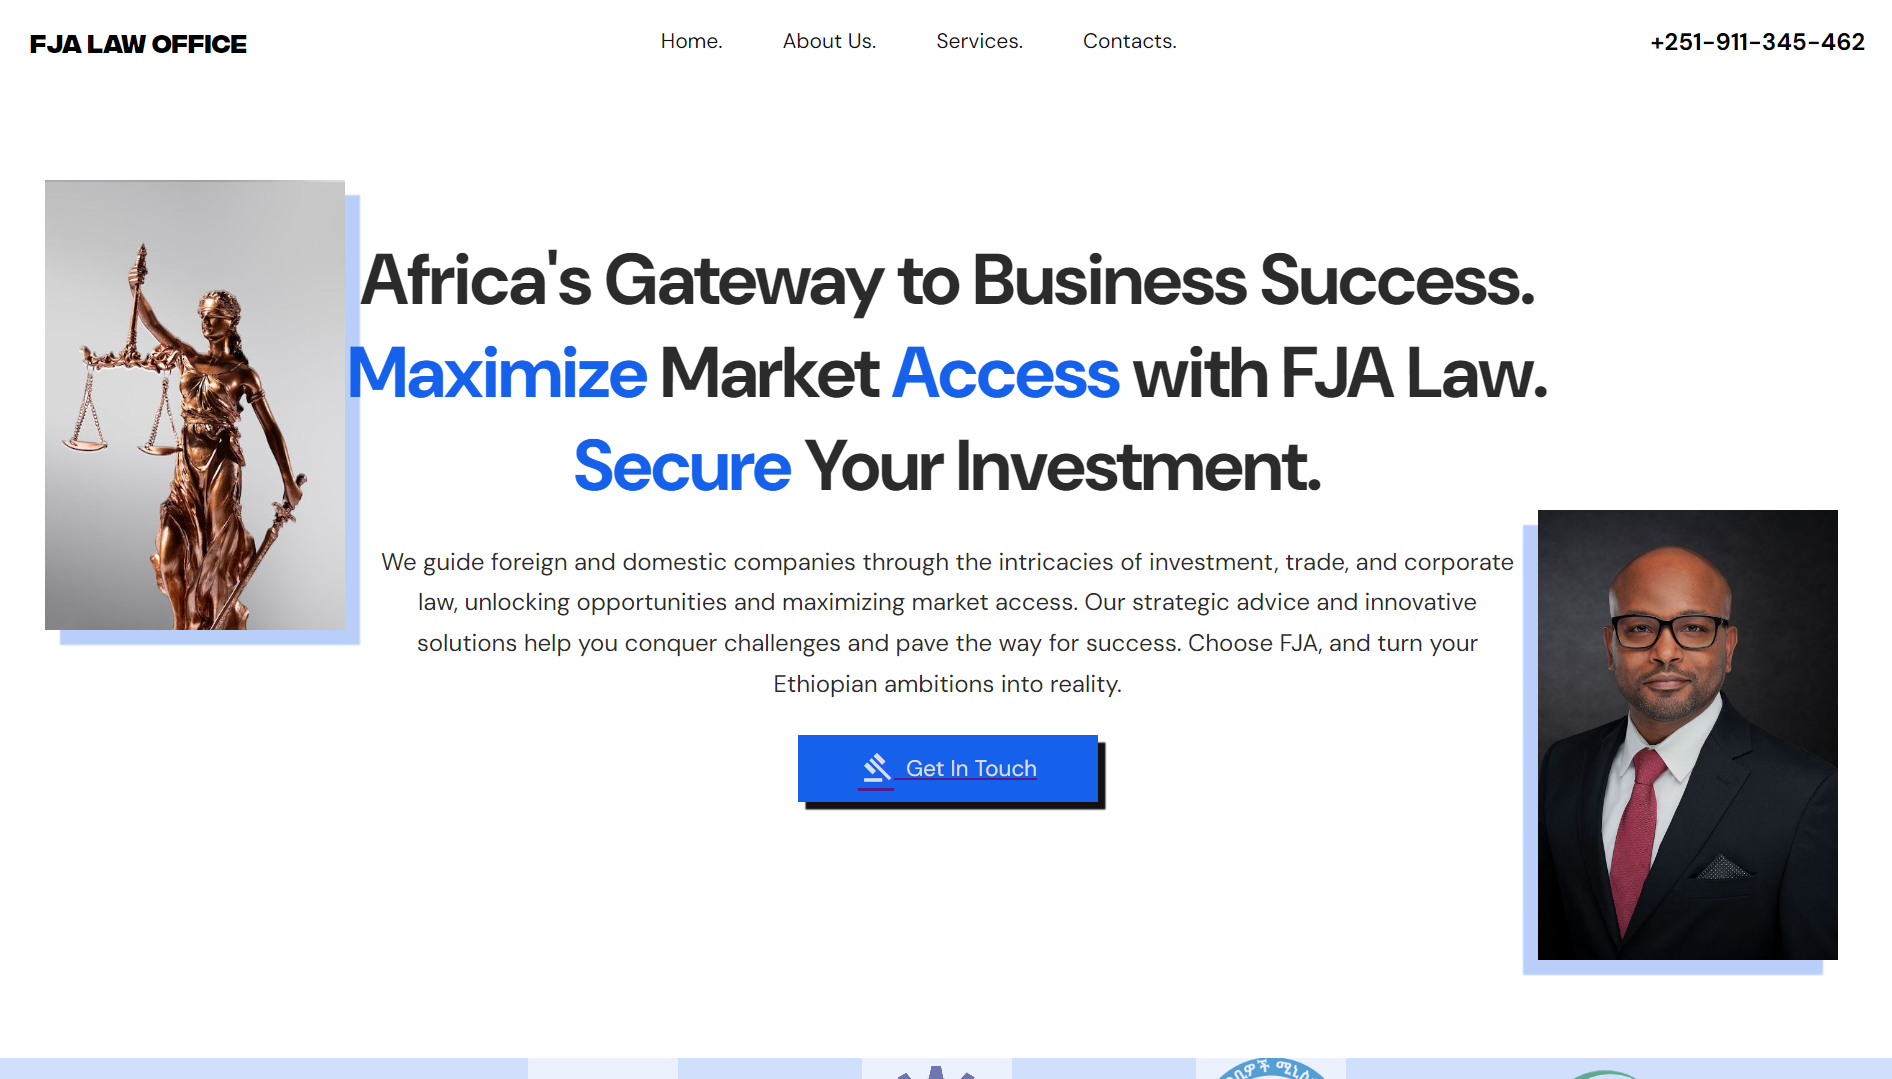 FJA LAW OFFICE
Home. About Us. Services. Contacts.
+251-911-345-462
Africa's Gateway to Business Success.
Maximize Market Access with FJA Law.
Secure Your Investment.
We guide foreign and domestic companies through the intricacies of investment, trade, and corporate
law, unlocking opportunities and maximizing market access. Our strategic advice and innovative
solutions help you conquer challenges and pave the way for success. Choose FJA, and turn your
Ethiopian ambitions into reality.
Get In Touch